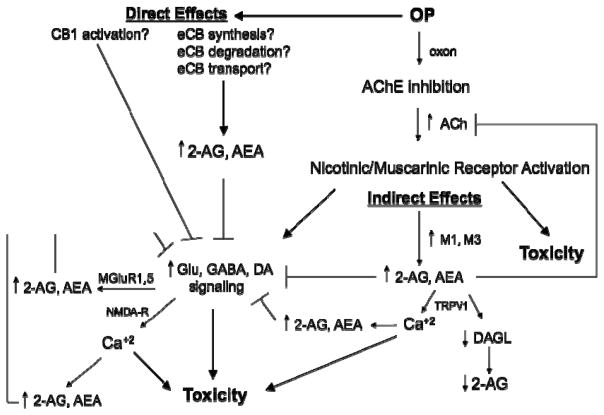 Direct Effects
OP
CB1 activation?
eCB synthesis?
eCB degradation?
eCB transport?
oxon
AChE inhibition
↑ ACh
↑ 2-AG, AEA
Nicotinic/Muscarinic Receptor Activation
Indirect Effects
↑ M1, M3
Toxicity
↑ Glu, GABA, DA
signaling
↑ 2-AG, AEA
MGluR1,5
↑ 2-AG, AEA
NMDA-R
TRPV1
↑ 2-AG, AEA
Ca+2
↓ DAGL
Ca+2
↓ 2-AG
Toxicity
↑ 2-AG, AEA